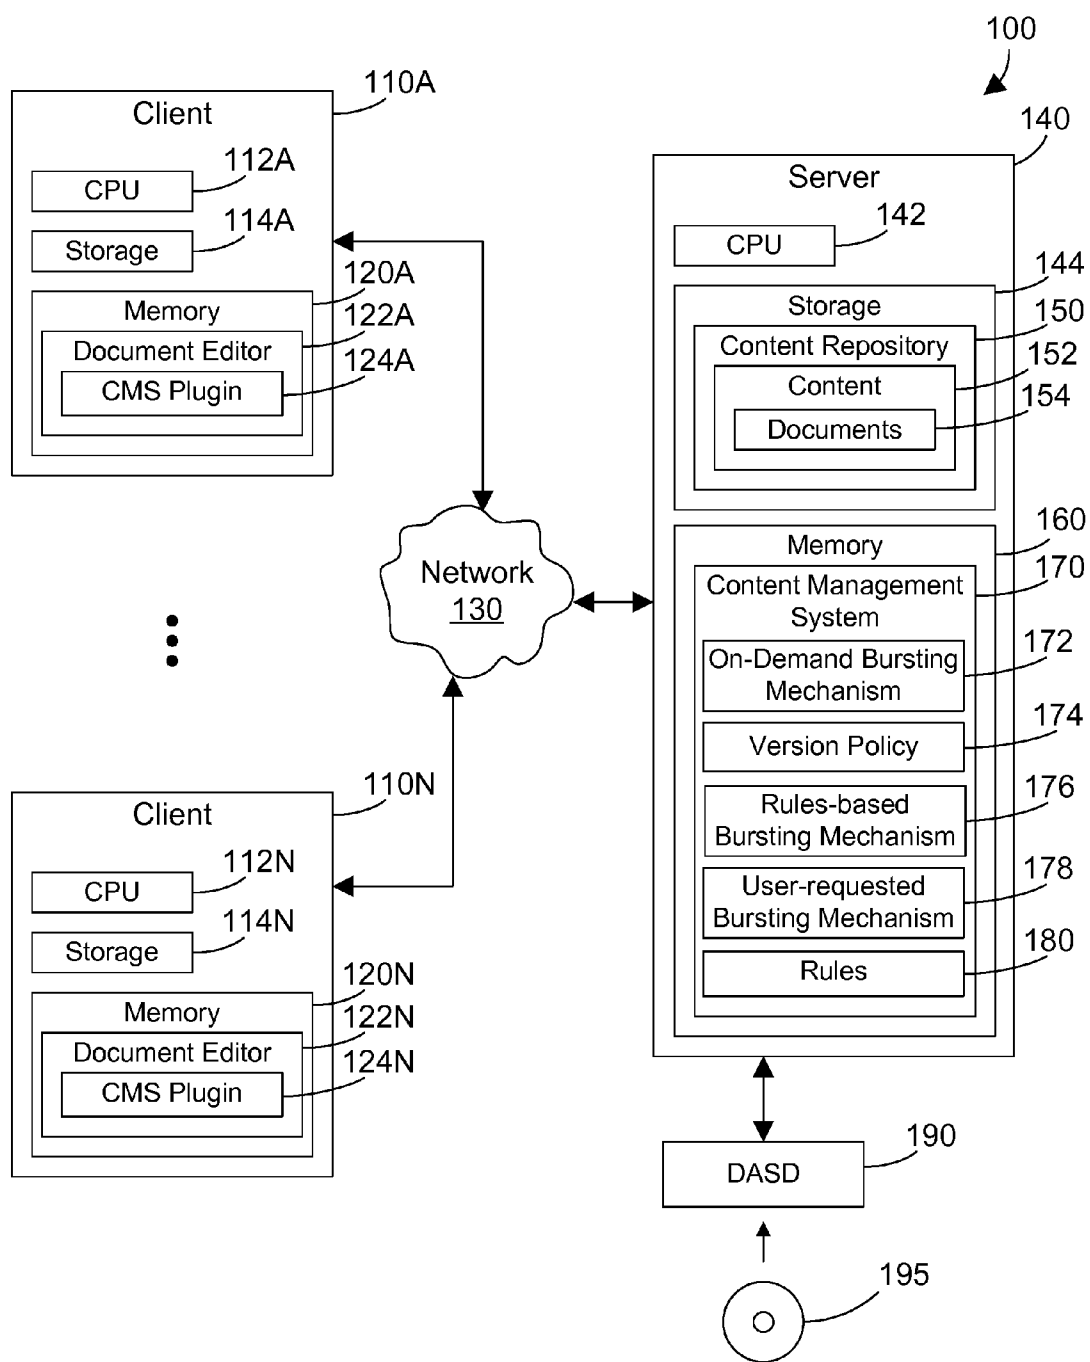 100
110A
Client
112A
CPU
114A
Storage
120A
Memory
122A
Document Editor
124A
CMS Plugin
140
Server
142
CPU
144
Storage
150
Content Repository
152
Content
154
Documents
Network
130
160
Memory
170
Content Management
System
172
On-Demand Bursting
Mechanism
174
Version Policy
176
Rules-based
Bursting Mechanism
178
User-requested
Bursting Mechanism
180
Rules
110N
Client
112N
CPU
114N
Storage
120N
Memory
122N
Document Editor
124N
CMS Plugin
190
DASD
195